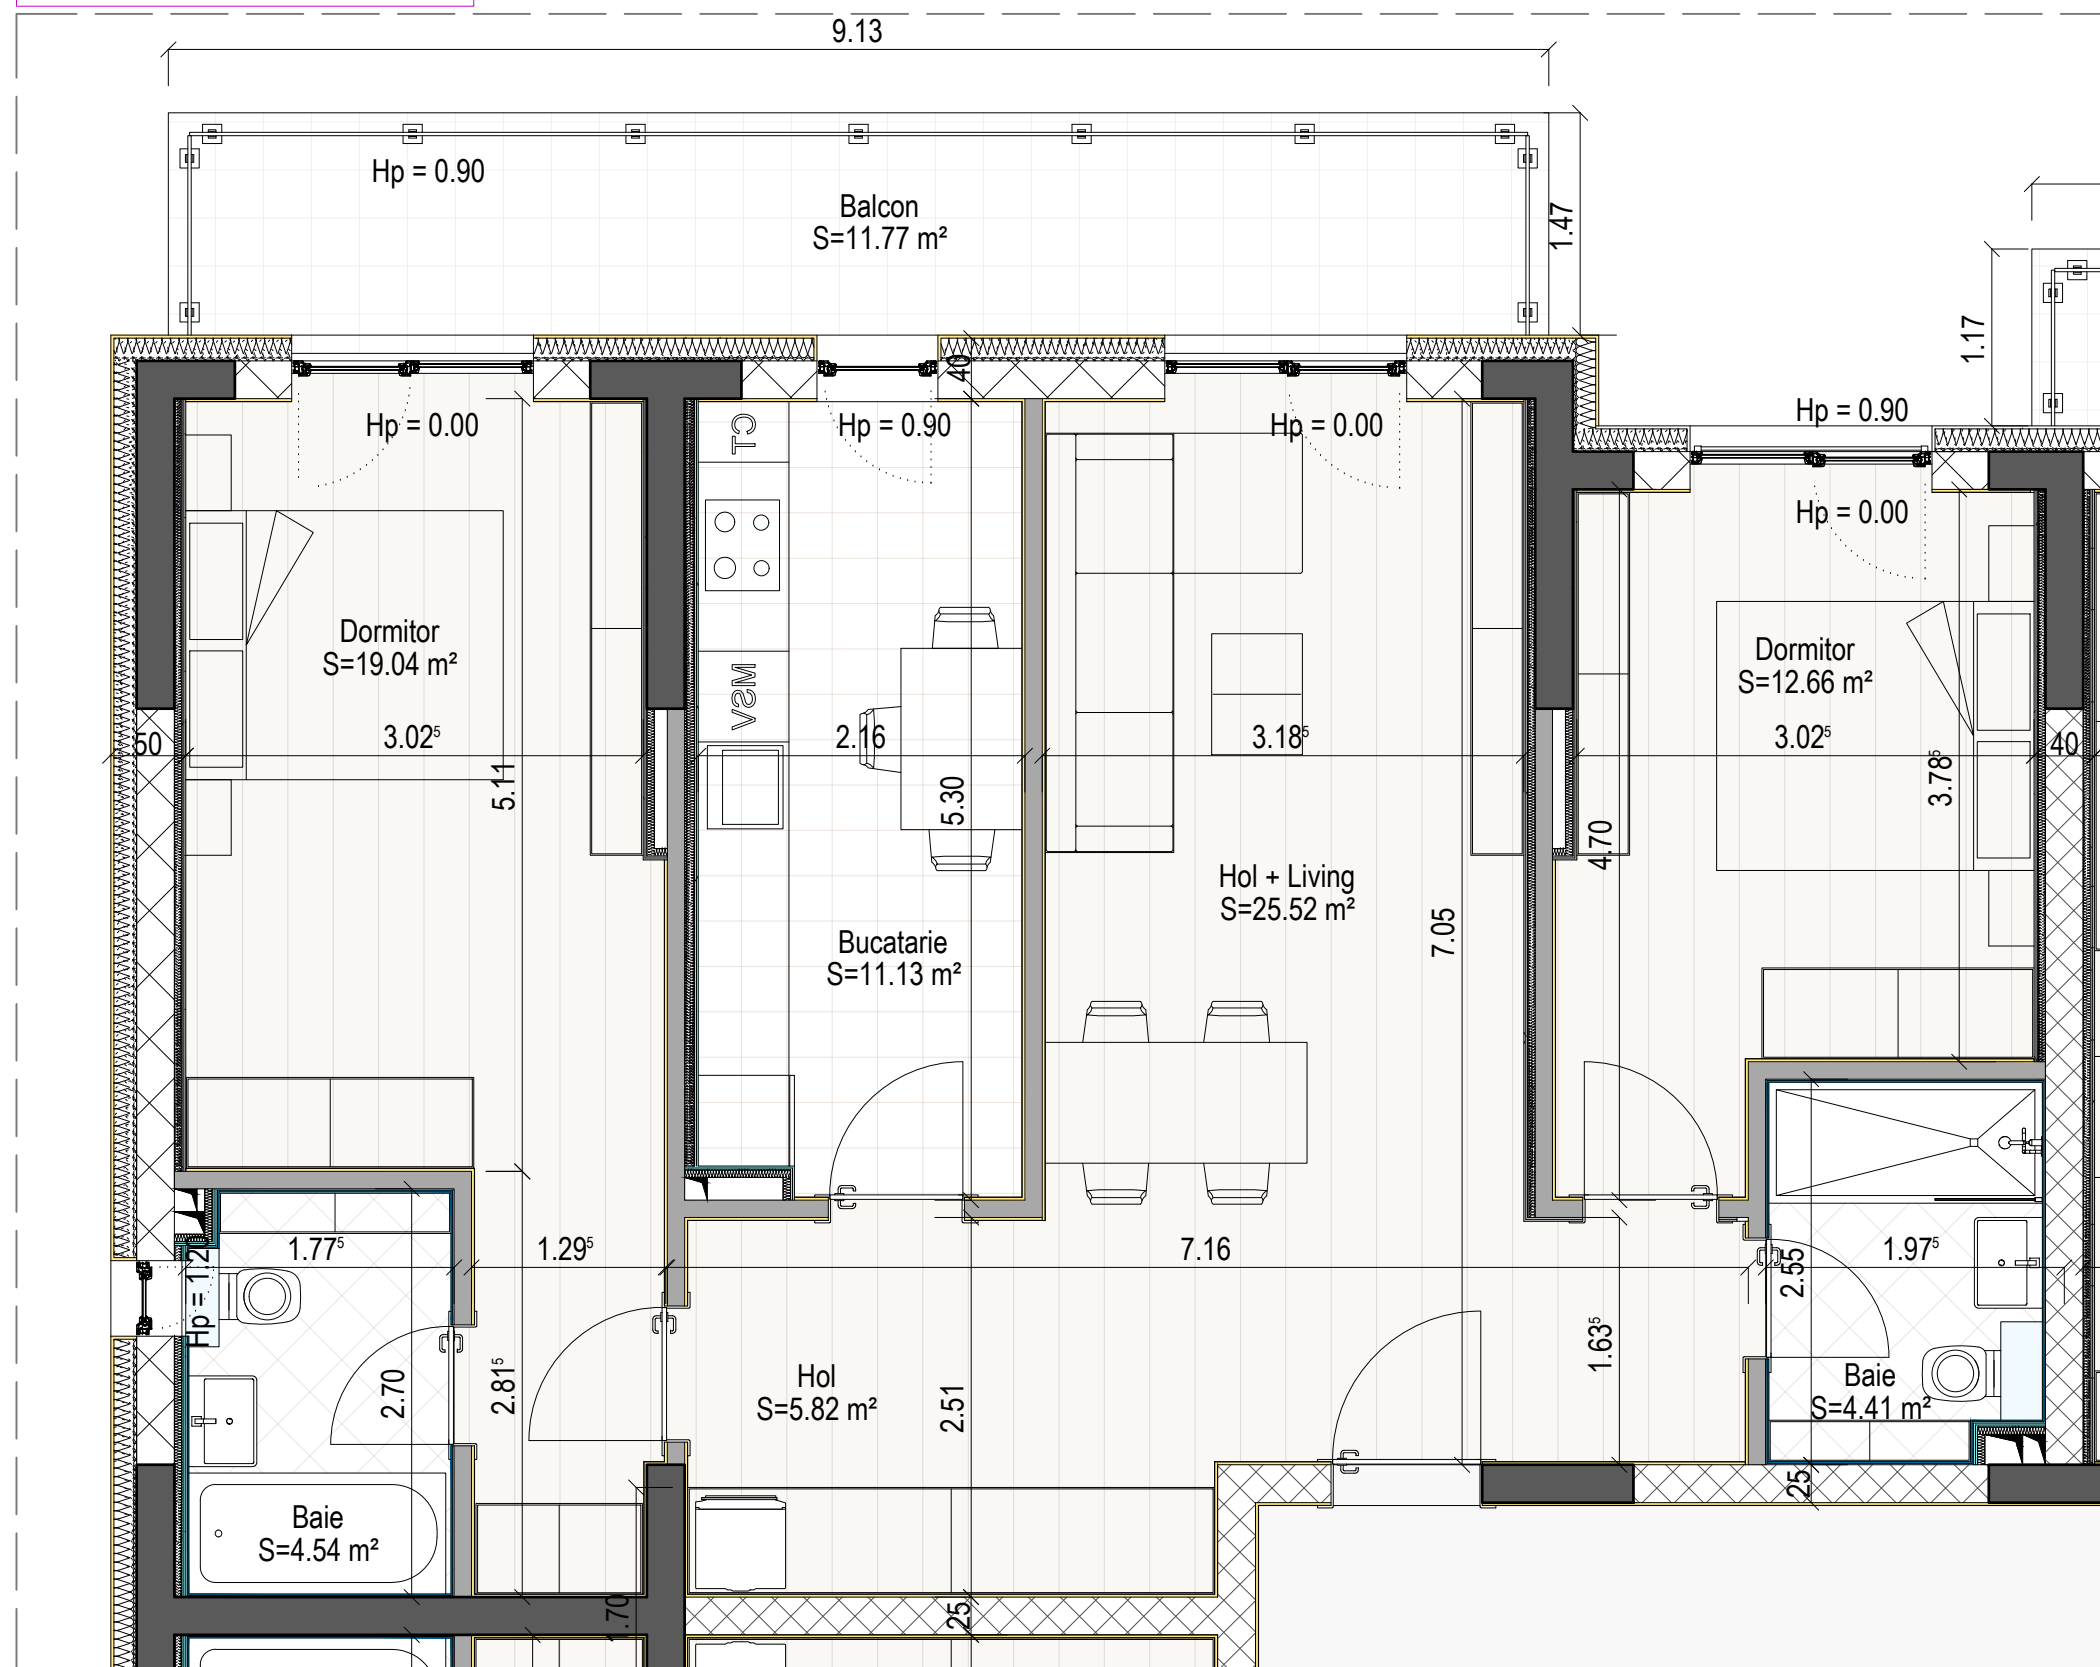 9.13
Hp = 0.90
Balcon
S=11.77 m²
1.47
1.17
40
Hp = 0.00
Hp = 0.90
Hp = 0.00
Hp = 0.90
Hp = 0.00
CT
MSV
Dormitor
S=19.04 m²
Dormitor
S=12.66 m²
50
3.02⁵
2.16
3.18⁵
3.02⁵
40
5.11
5.30
3.78⁵
4.70
Hol + Living
S=25.52 m²
7.05
Bucatarie
S=11.13 m²
1.77⁵
1.29⁵
7.16
1.97⁵
2.55
1.63⁵
2.70
2.81⁵
2.51
Hol
S=5.82 m²
Baie
S=4.41 m²
25
Baie
S=4.54 m²
25